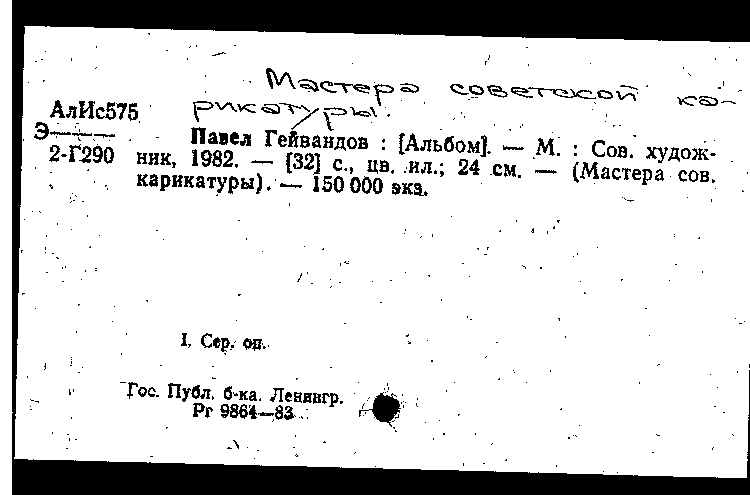 Мастера советской ка-
рикатуры.
АлИс575
Э———
2-Г290
Павел Гейвандов : [Альбом]. — М. : Сов. худож-
ник, 1982. — [32] с., цв. ил.; 24 см. — (Мастера сов.
карикатуры). — 150 000 экз.
I. Сер. оп.
Гос. Публ. б-ка. Ленингр.
Рг 9864—83